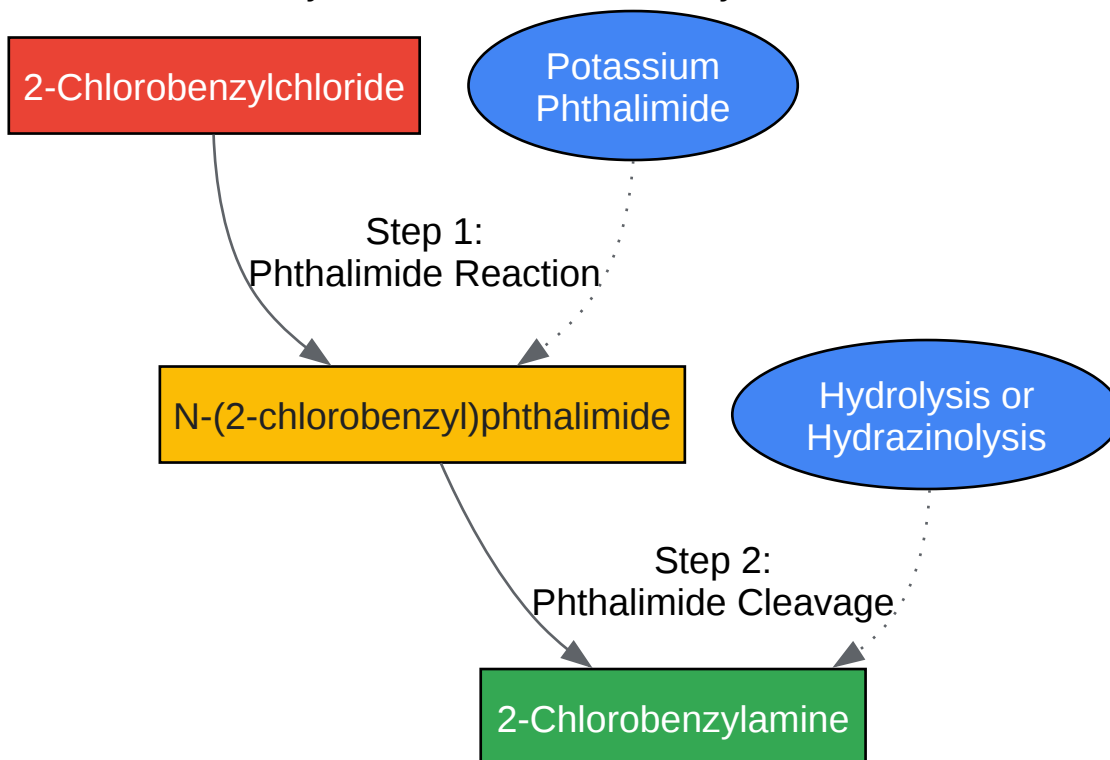 2-Chlorobenzylchloride
Potassium
Phthalimide
Step 1:
Phthalimide Reaction
N-(2-chlorobenzyl)phthalimide
Hydrolysis or
Hydrazinolysis
Step 2:
Phthalimide Cleavage
2-Chlorobenzylamine